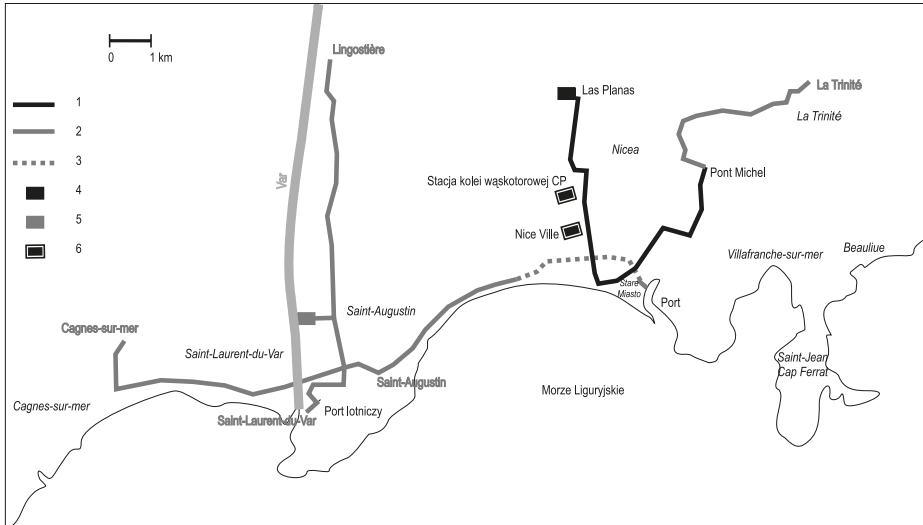 Lingostière
0 1 km
La Trinité
Las Planas
1
La Trinité
2
Nicea
3
Var
Pont Michel
Stacja kolei wąskotorowej CP
4
5
Nice Ville
6
Beauliue
Villafranche-sur-mer
Stare
Miasto
Port
Saint-Augustin
Cagnes-sur-mer
Saint-Laurent-du-Var
Saint-Jean
Cap Ferrat
Saint-Augustin
Morze Liguryjskie
Cagnes-sur-mer
Port lotniczy
Saint-Laurent-du-Var